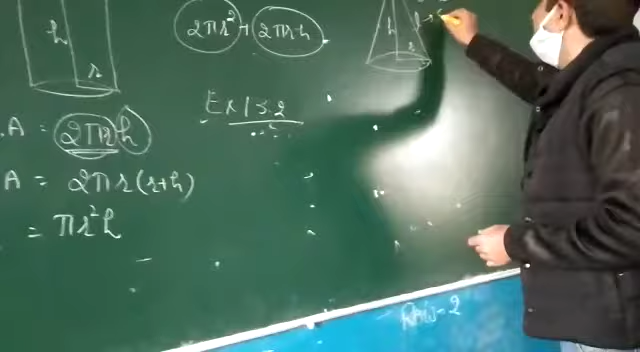 2πr² + 2πrh
h
r
h l
r
Ex 13.2
.A = 2πrh
A = 2πr(r+h)
= πr²h